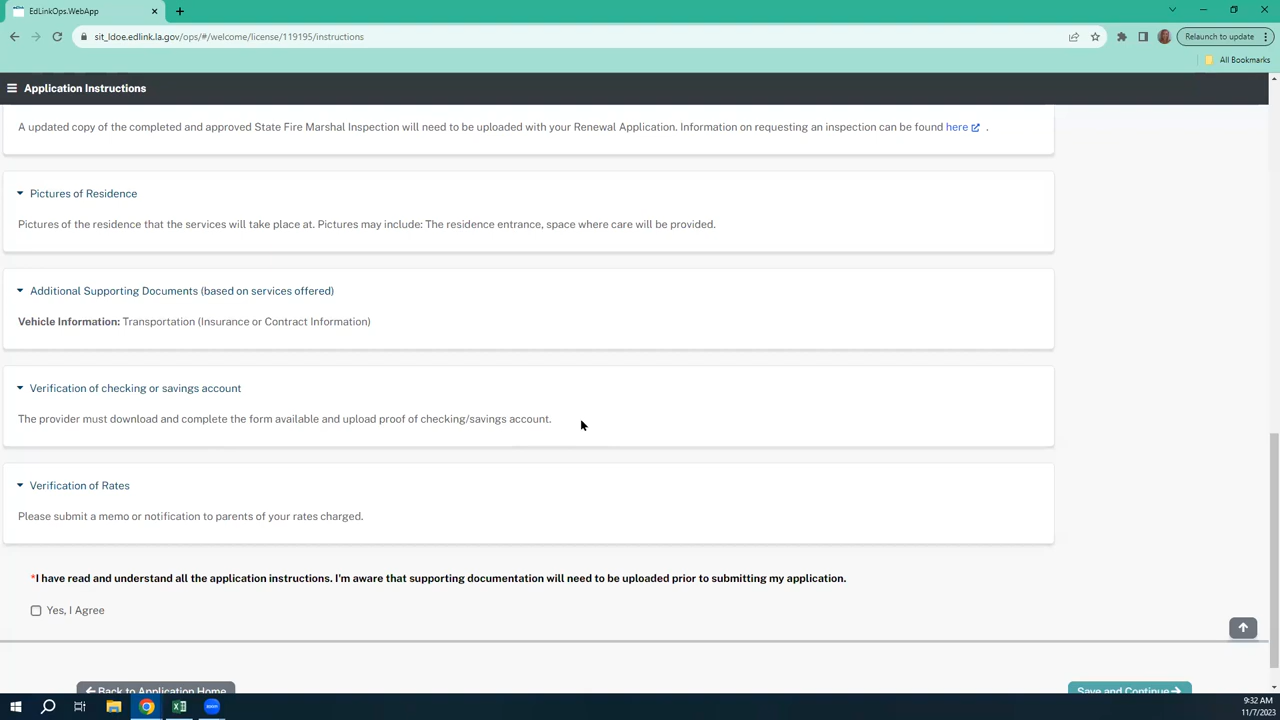 EdLinkOps.WebApp
sit_ldoe.edlink.la.gov/ops/#/welcome/license/119195/instructions
Relaunch to update
All Bookmarks
Application Instructions
A updated copy of the completed and approved State Fire Marshal Inspection will need to be uploaded with your Renewal Application. Information on requesting an inspection can be found here .
Pictures of Residence
Pictures of the residence that the services will take place at. Pictures may include: The residence entrance, space where care will be provided.
Additional Supporting Documents (based on services offered)
Vehicle Information: Transportation (Insurance or Contract Information)
Verification of checking or savings account
The provider must download and complete the form available and upload proof of checking/savings account.
Verification of Rates
Please submit a memo or notification to parents of your rates charged.
*I have read and understand all the application instructions. I'm aware that supporting documentation will need to be uploaded prior to submitting my application.
Yes, I Agree
Back to Application Home
Save and Continue
9:32 AM
11/7/2023